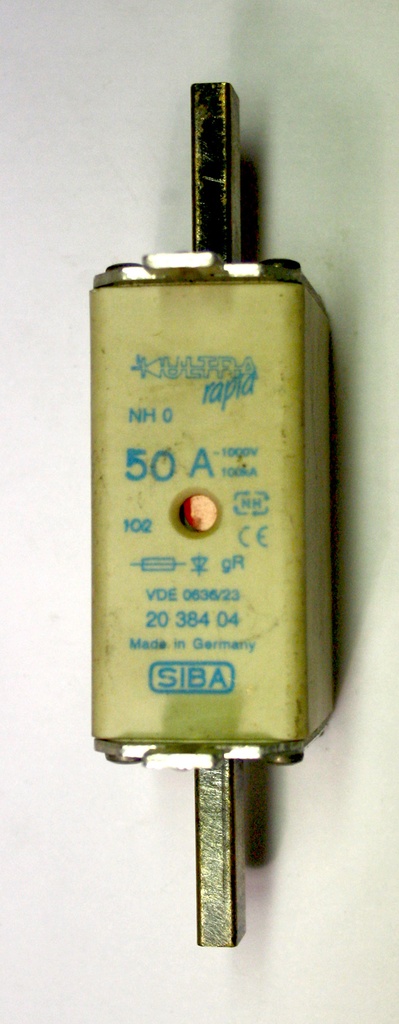 ULTRA
rapid
NH 0
50 A ~1000V
100kA
NH
102
CE
gR
VDE 0636/23
20 384 04
Made in Germany
SIBA